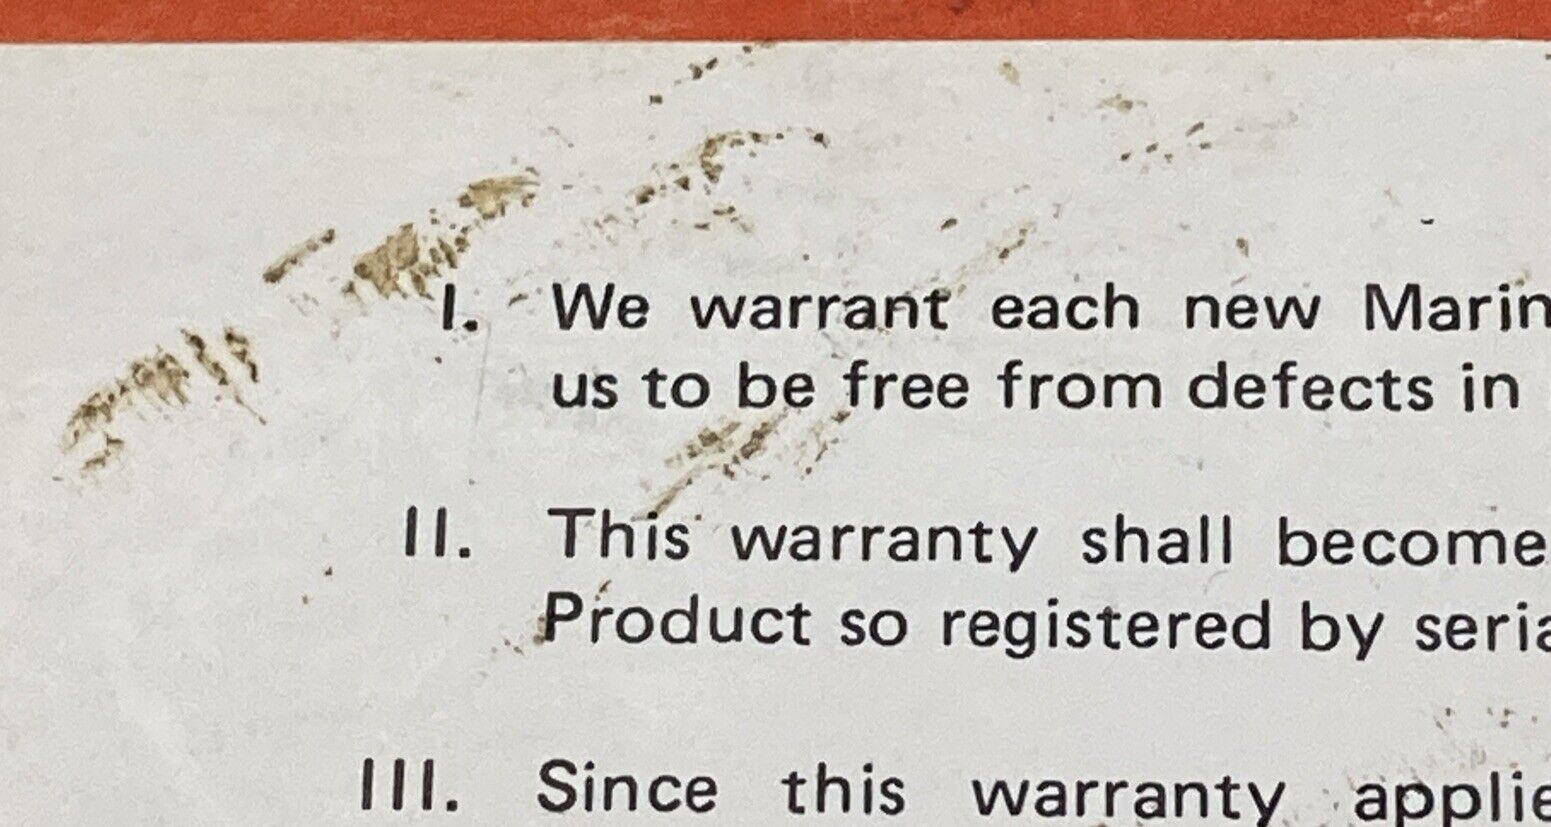 I. We warrant each new Marin
us to be free from defects in
II. This warranty shall become
Product so registered by seria
III. Since this warranty applie